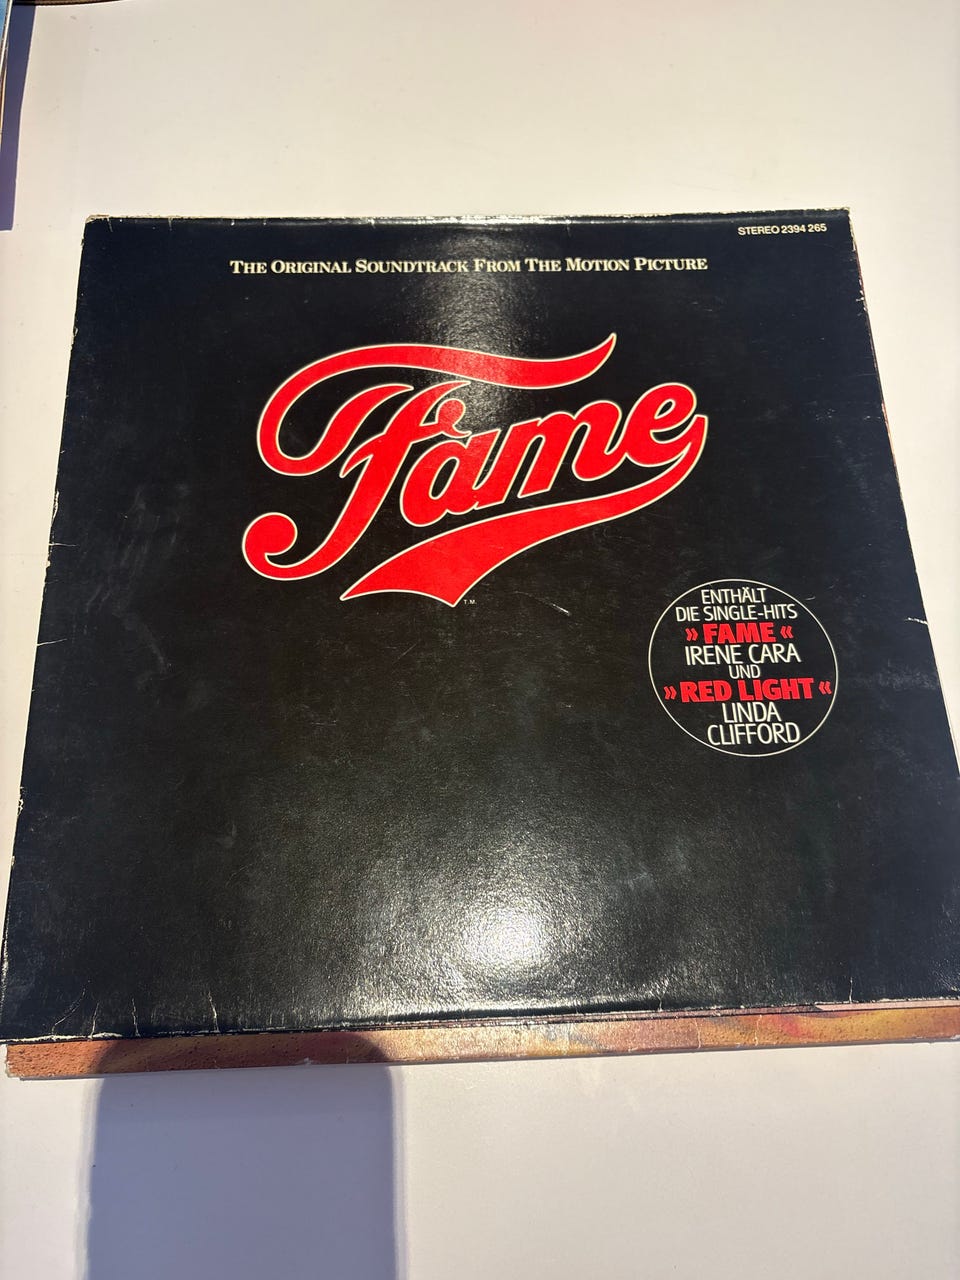 STEREO 2394 265
THE ORIGINAL SOUNDTRACK FROM THE MOTION PICTURE
Fame
T.M.
ENTHÄLT
DIE SINGLE-HITS
»FAME«
IRENE CARA
UND
»RED LIGHT«
LINDA
CLIFFORD